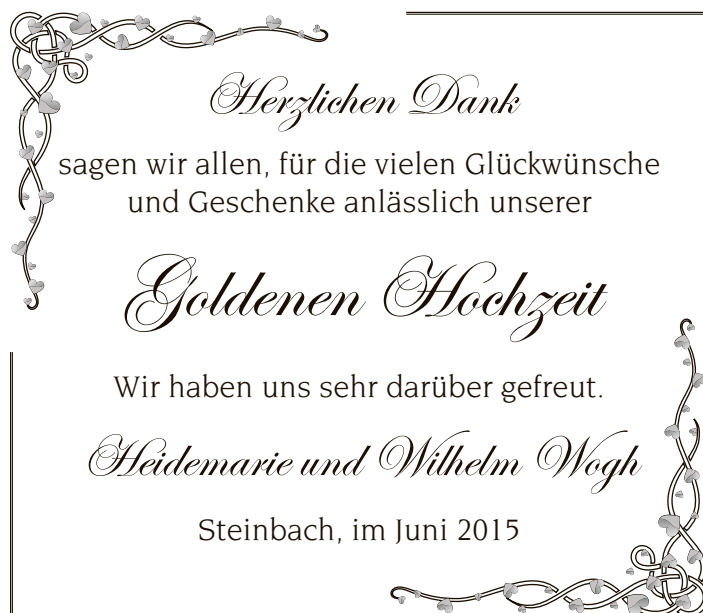 Herzlichen Dank
sagen wir allen, für die vielen Glückwünsche
und Geschenke anlässlich unserer
Goldenen Hochzeit
Wir haben uns sehr darüber gefreut.
Heidemarie und Wilhelm Wogh
Steinbach, im Juni 2015